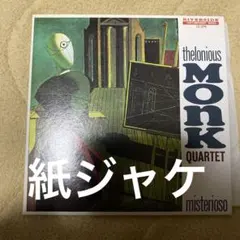 RIVERSIDE
thelonious
MONK
QUARTET
紙ジャケ
misterioso